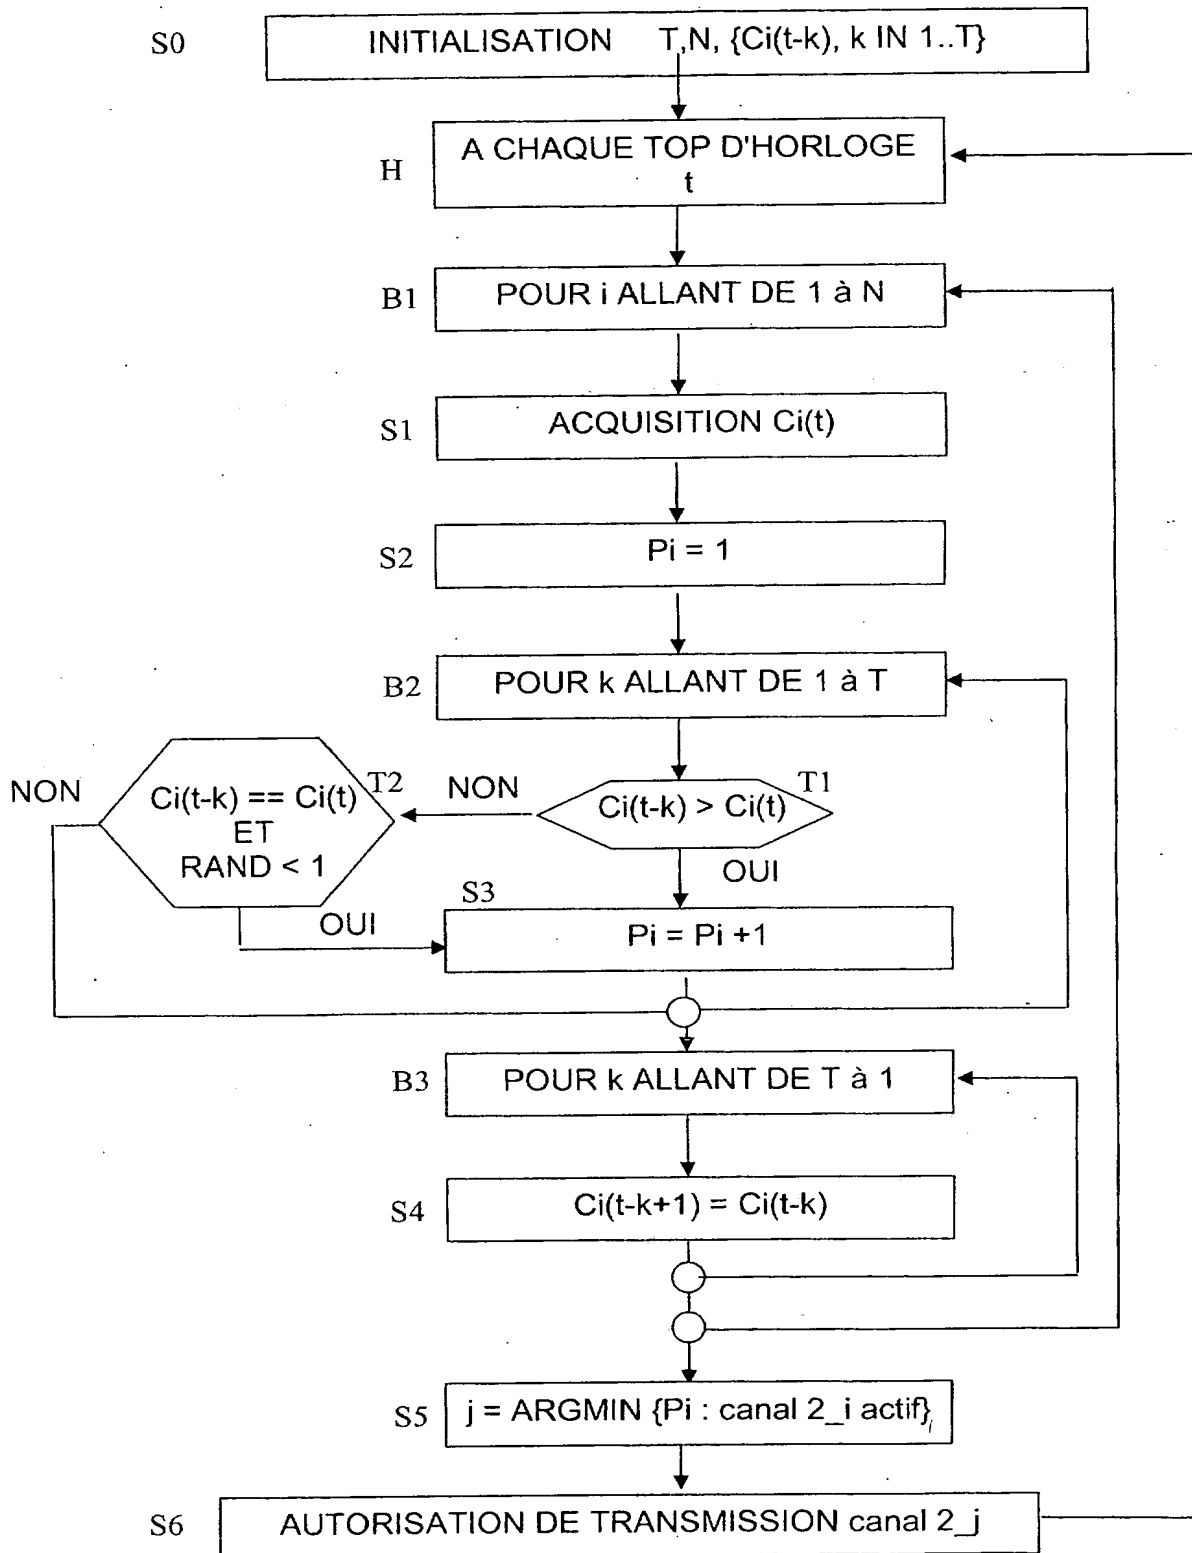 S0
INITIALISATION T,N, {Ci(t-k), k IN 1..T}
H
A CHAQUE TOP D'HORLOGE
t
B1
POUR i ALLANT DE 1 à N
S1
ACQUISITION Ci(t)
S2
Pi = 1
B2
POUR k ALLANT DE 1 à T
T1
Ci(t-k) > Ci(t)
NON
OUI
T2
Ci(t-k) == Ci(t)
ET
RAND < 1
NON
OUI
S3
Pi = Pi +1
B3
POUR k ALLANT DE T à 1
S4
Ci(t-k+1) = Ci(t-k)
S5
j = ARGMIN {Pi : canal 2_i actif}i
S6
AUTORISATION DE TRANSMISSION canal 2_j